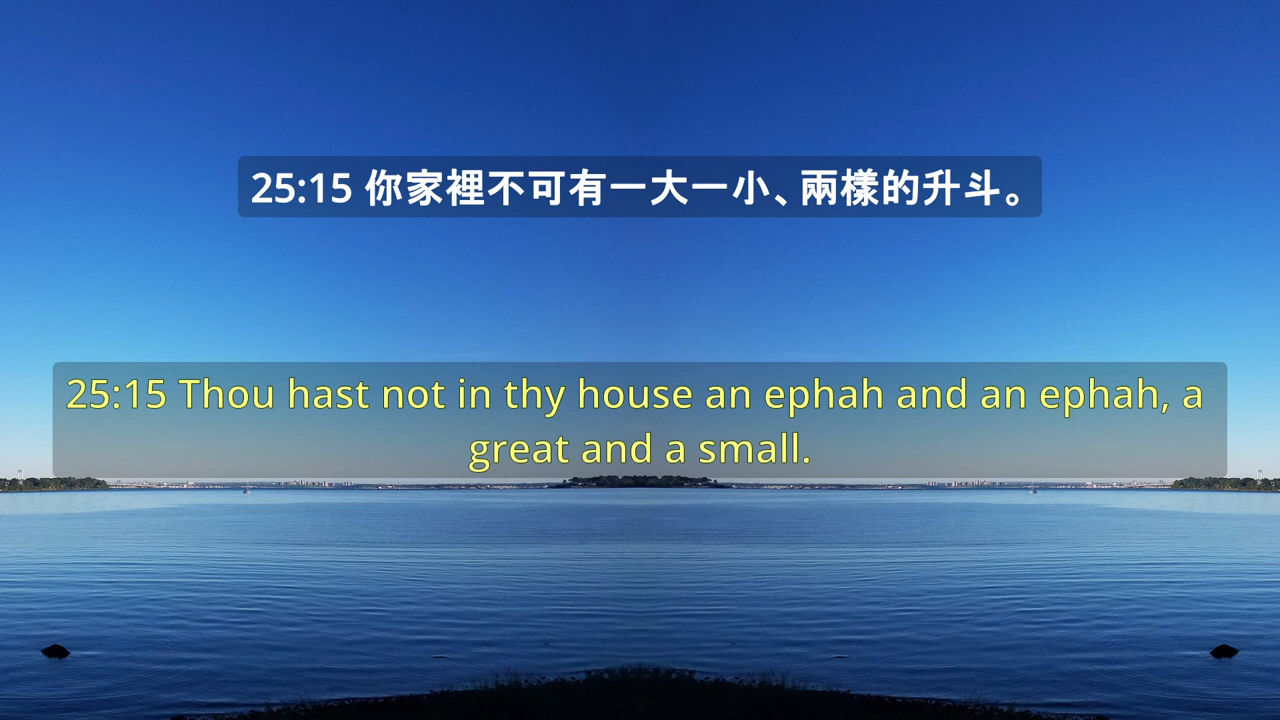 25:15 你家裡不可有一大一小、兩樣的升斗。
25:15 Thou hast not in thy house an ephah and an ephah, a
great and a small.